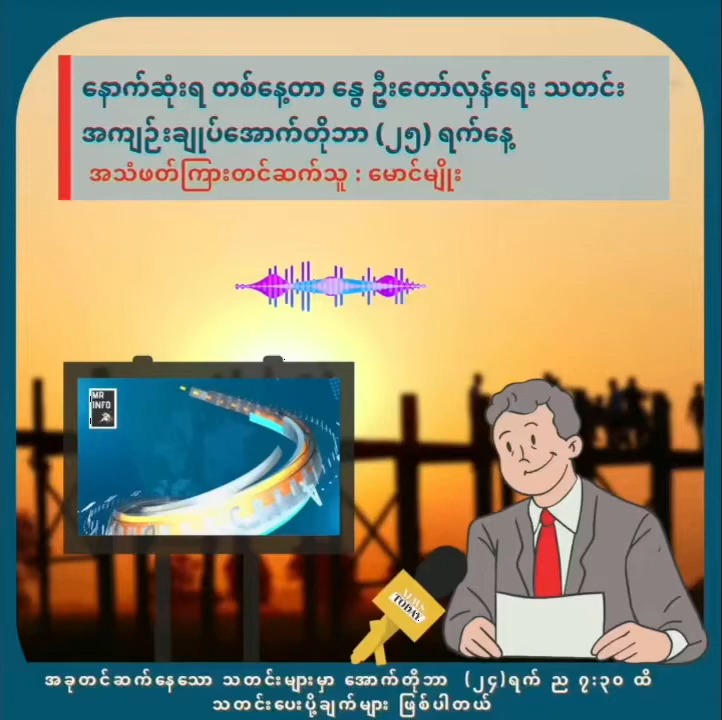 နောက်ဆုံးရ တစ်နေ့တာ နွေ ဦးတော်လှန်ရေး သတင်း
အကျဉ်းချုပ်အောက်တိုဘာ (၂၅) ရက်နေ့
အသံဖတ်ကြားတင်ဆက်သူ : မောင်မျိုး
MR
INFO
NEWS
TODAY
အခုတင်ဆက်နေသော သတင်းများမှာ အောက်တိုဘာ (၂၄)ရက် ည ၇:၃၀ ထိ
သတင်းပေးပို့ချက်များ ဖြစ်ပါတယ်